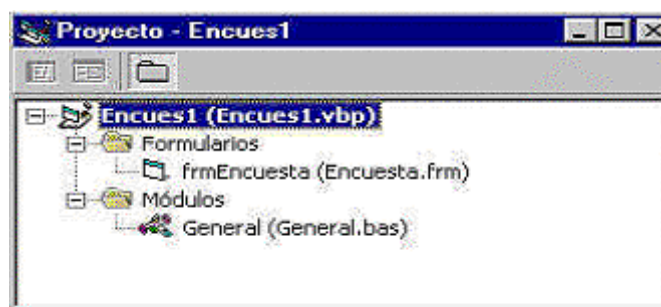 Proyecto - Encues1
Encues1 (Encues1.vbp)
Formularios
frmEncuesta (Encuesta.frm)
Módulos
General (General.bas)